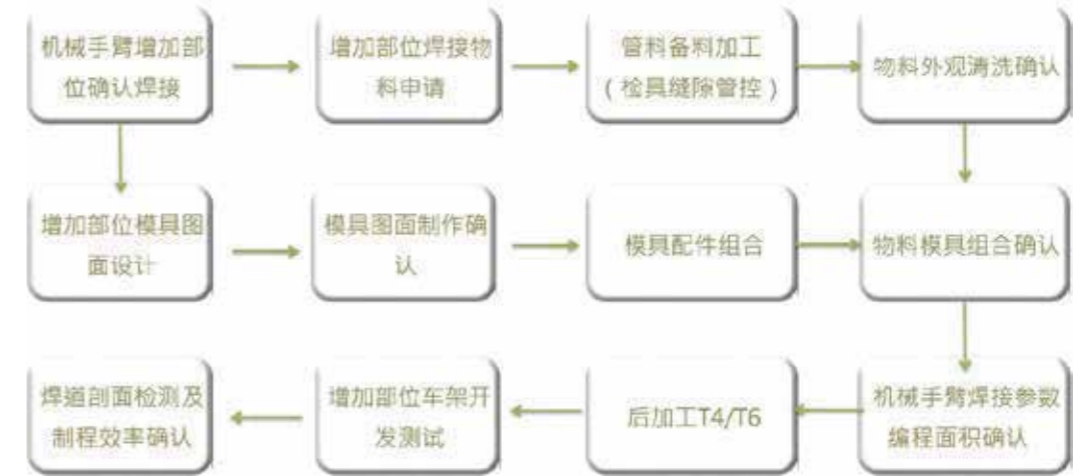 机械手臂增加部
位确认焊接
增加部位焊接物
料申请
管料备料加工
（检具缝隙管控）
物料外观清洗确认
增加部位模具图
面设计
模具图面制作确
认
模具配件组合
物料模具组合确认
焊道剖面检测及
制程效率确认
增加部位车架开
发测试
后加工T4/T6
机械手臂焊接参数
编程面积确认